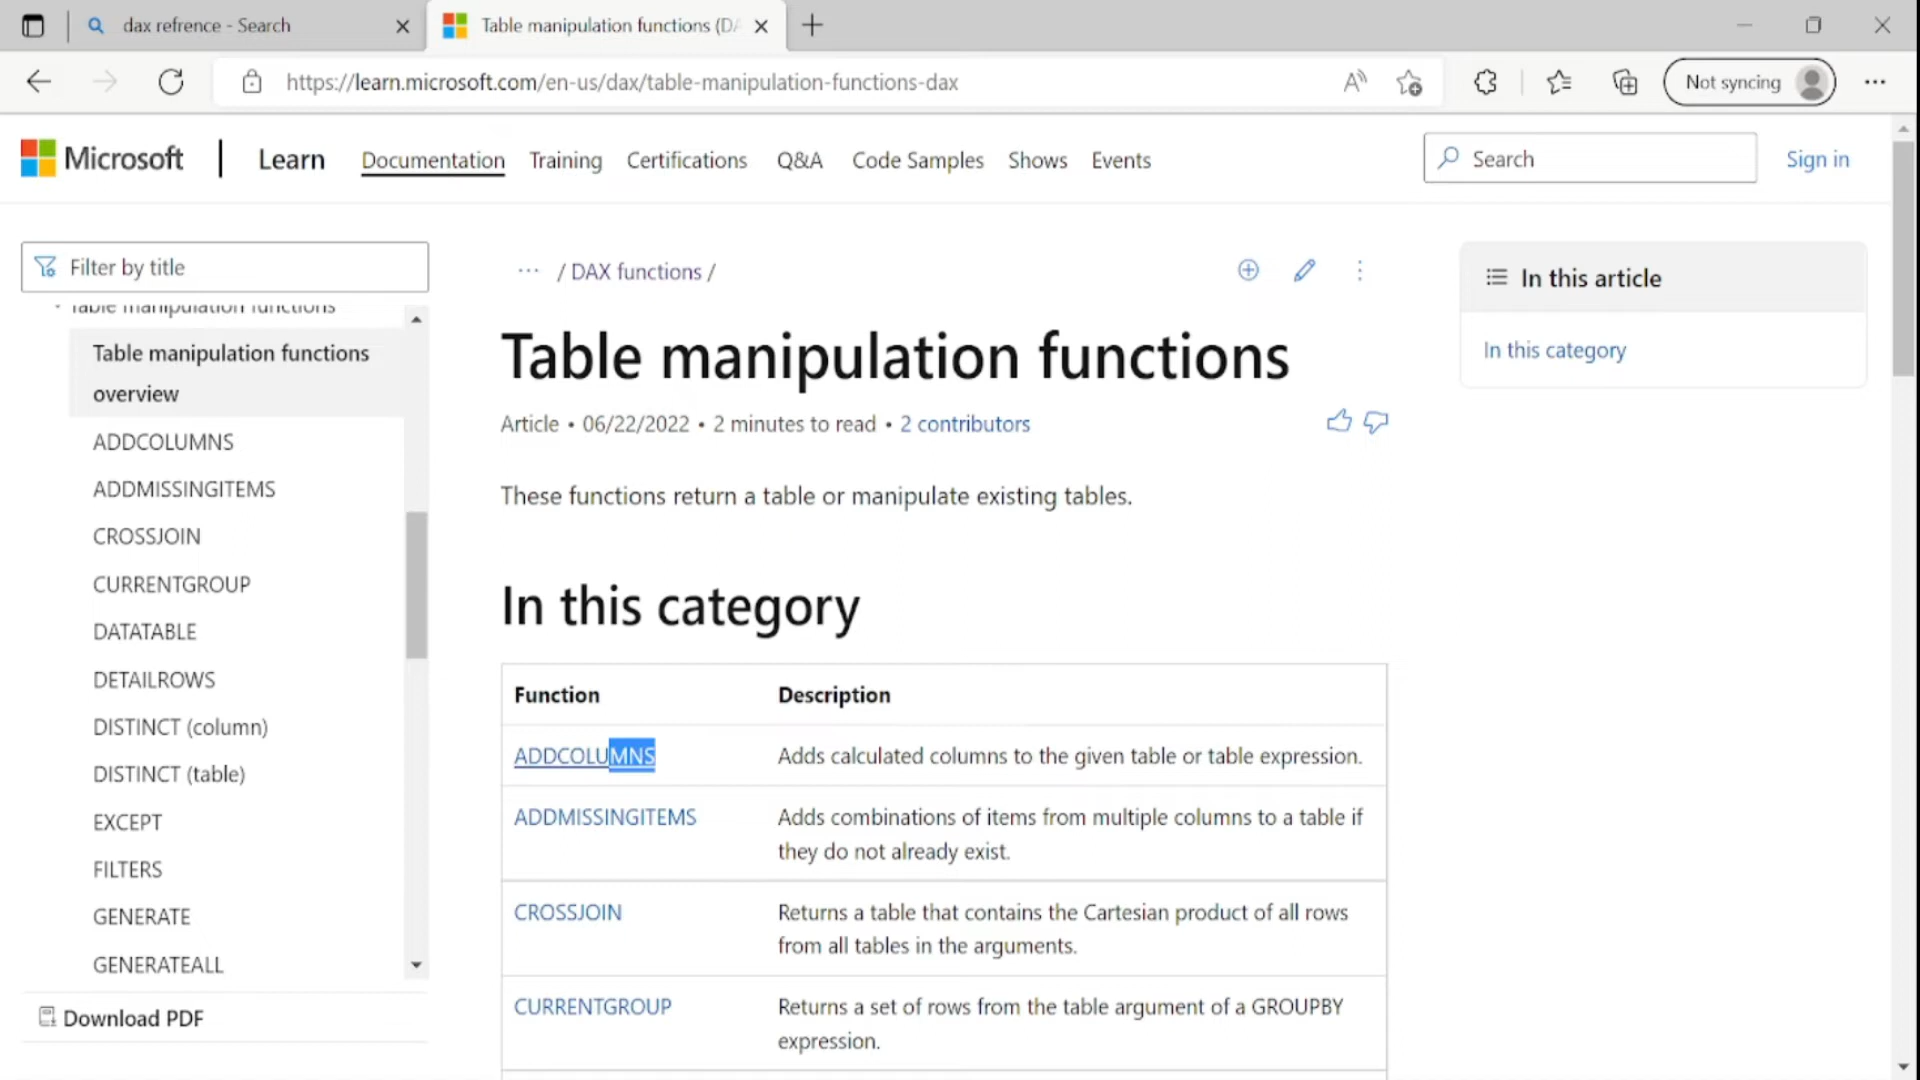 dax refrence - Search
Table manipulation functions (DA
https://learn.microsoft.com/en-us/dax/table-manipulation-functions-dax
Not syncing
Microsoft
Learn
Documentation
Training
Certifications
Q&A
Code Samples
Shows
Events
Search
Sign in
Filter by title
Table manipulation functions
Table manipulation functions
overview
ADDCOLUMNS
ADDMISSINGITEMS
CROSSJOIN
CURRENTGROUP
DATATABLE
DETAILROWS
DISTINCT (column)
DISTINCT (table)
EXCEPT
FILTERS
GENERATE
GENERATEALL
Download PDF
··· / DAX functions /
Table manipulation functions
Article • 06/22/2022 • 2 minutes to read • 2 contributors
These functions return a table or manipulate existing tables.
In this category
Function Description
ADDCOLUMNS Adds calculated columns to the given table or table expression.
ADDMISSINGITEMS Adds combinations of items from multiple columns to a table if
they do not already exist.
CROSSJOIN Returns a table that contains the Cartesian product of all rows
from all tables in the arguments.
CURRENTGROUP Returns a set of rows from the table argument of a GROUPBY
expression.
In this article
In this category